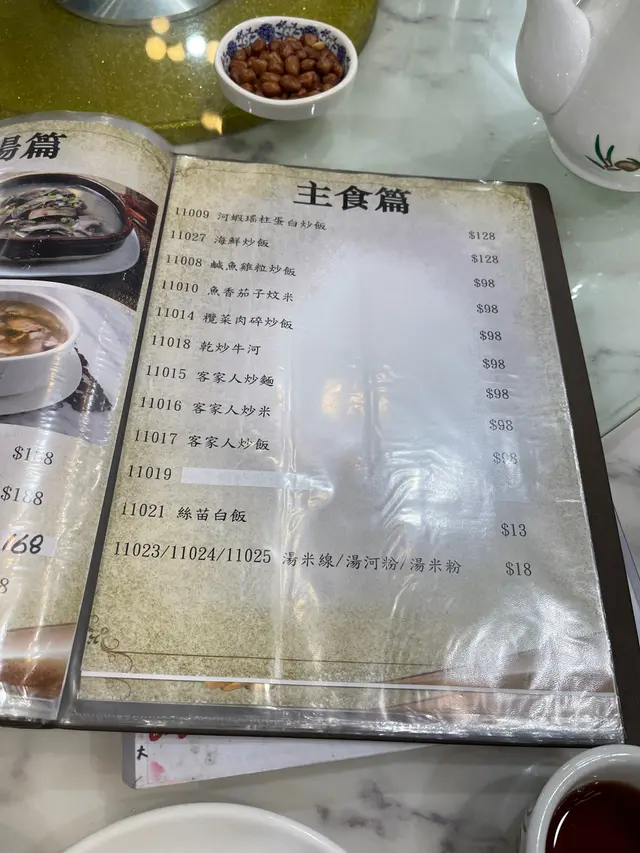 湯篇
$188
168
主食篇
11009 河蝦瑤柱蛋白炒飯 $128
11027 海鮮炒飯 $128
11008 鹹魚雞粒炒飯 $98
11010 魚香茄子炆米 $98
11014 欖菜肉碎炒飯 $98
11018 乾炒牛河 $98
11015 客家人炒麵 $98
11016 客家人炒米 $98
11017 客家人炒飯 $98
11019
11021 絲苗白飯 $13
11023/11024/11025 湯米線/湯河粉/湯米粉 $18